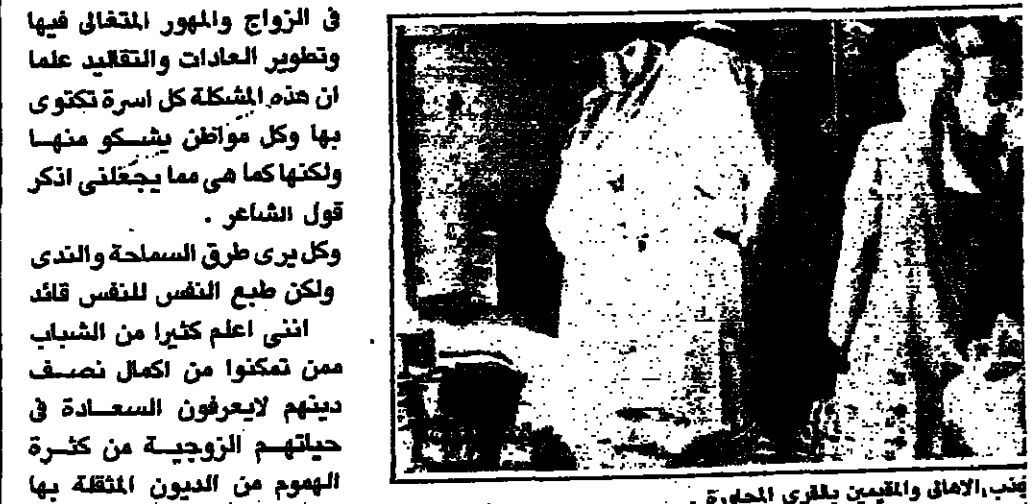 في الزواج والمهور المتغالى فيها
وتطوير العادات والتقاليد علما
ان هذه المشكلة كل اسرة تكتوى
بها وكل مواطن يشكو منها
ولكنها كما هى مما يجعلنى اذكر
قول الشاعر .
وكل يرى طرق السماحة والندى
ولكن طبع النفس للنفس قائد
اننى اعلم كثيرا من الشباب
ممن تمكنوا من اكمال نصف
دينهم لايعرفون السعادة في
حياتهم الزوجية من كثرة
الهموم من الديون المثقلة بها
الاهالى والمقيمين بالقرى المجاورة .